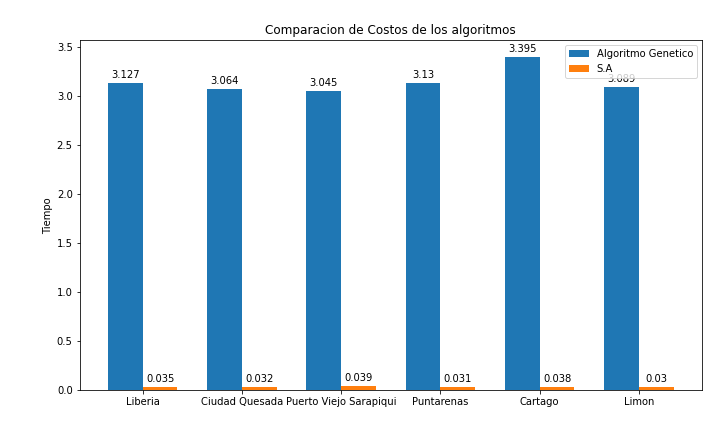 Comparacion de Costos de los algoritmos
Algoritmo Genetico
S.A
3.5
3.0
2.5
2.0
1.5
1.0
0.5
0.0
Tiempo
3.127
3.064
3.045
3.13
3.395
3.089
0.035
0.032
0.039
0.031
0.038
0.03
Liberia
Ciudad Quesada
Puerto Viejo Sarapiqui
Puntarenas
Cartago
Limon